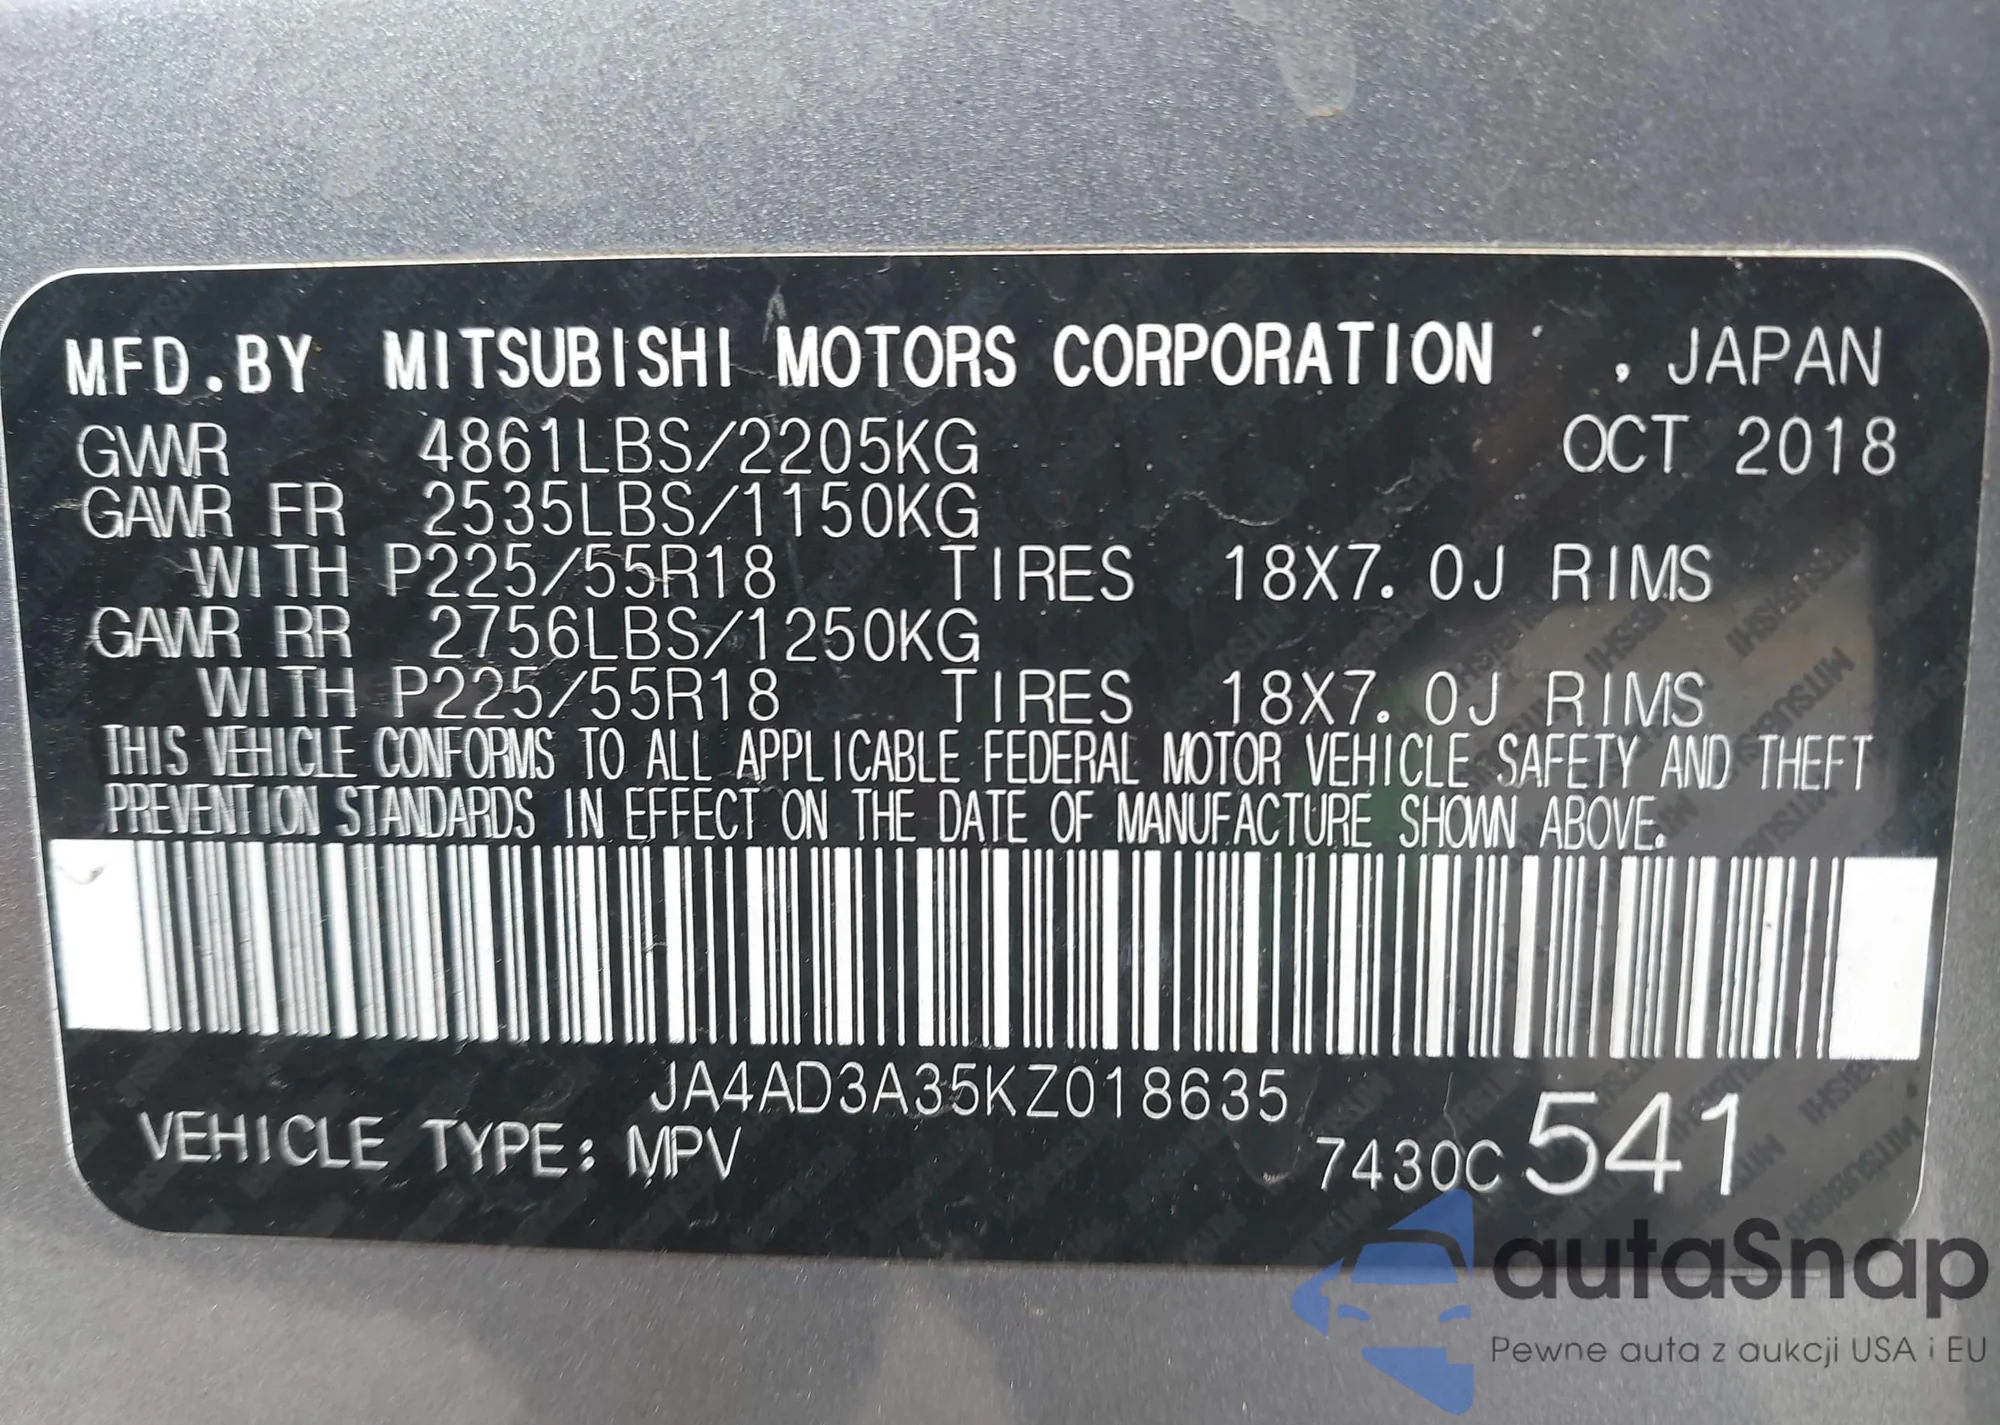 MFD.BY MITSUBISHI MOTORS CORPORATION , JAPAN
GVWR 4861LBS/2205KG OCT 2018
GAWR FR 2535LBS/1150KG
WITH P225/55R18 TIRES 18X7.0J RIMS
GAWR RR 2756LBS/1250KG
WITH P225/55R18 TIRES 18X7.0J RIMS
THIS VEHICLE CONFORMS TO ALL APPLICABLE FEDERAL MOTOR VEHICLE SAFETY AND THEFT
PREVENTION STANDARDS IN EFFECT ON THE DATE OF MANUFACTURE SHOWN ABOVE.
JA4AD3A35KZ018635
VEHICLE TYPE: MPV 7430C 541
autaSnap
Pewne auta z aukcji USA i EU